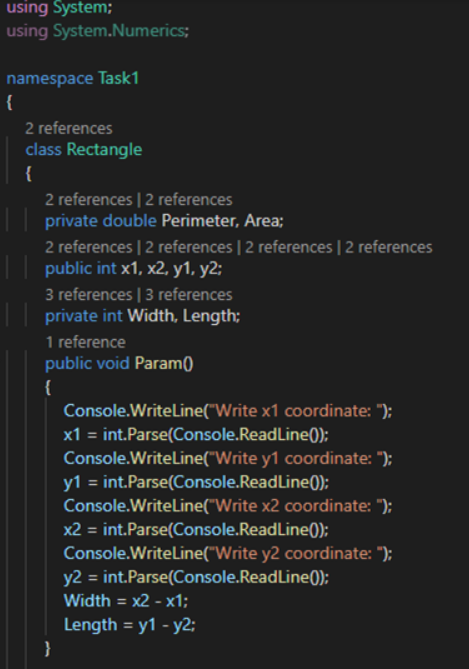 using System;
using System.Numerics;
namespace Task1
{
2 references
class Rectangle
{
2 references | 2 references
private double Perimeter, Area;
2 references | 2 references | 2 references | 2 references
public int x1, x2, y1, y2;
3 references | 3 references
private int Width, Length;
1 reference
public void Param()
{
Console.WriteLine("Write x1 coordinate: ");
x1 = int.Parse(Console.ReadLine());
Console.WriteLine("Write y1 coordinate: ");
y1 = int.Parse(Console.ReadLine());
Console.WriteLine("Write x2 coordinate: ");
x2 = int.Parse(Console.ReadLine());
Console.WriteLine("Write y2 coordinate: ");
y2 = int.Parse(Console.ReadLine());
Width = x2 - x1;
Length = y1 - y2;
}